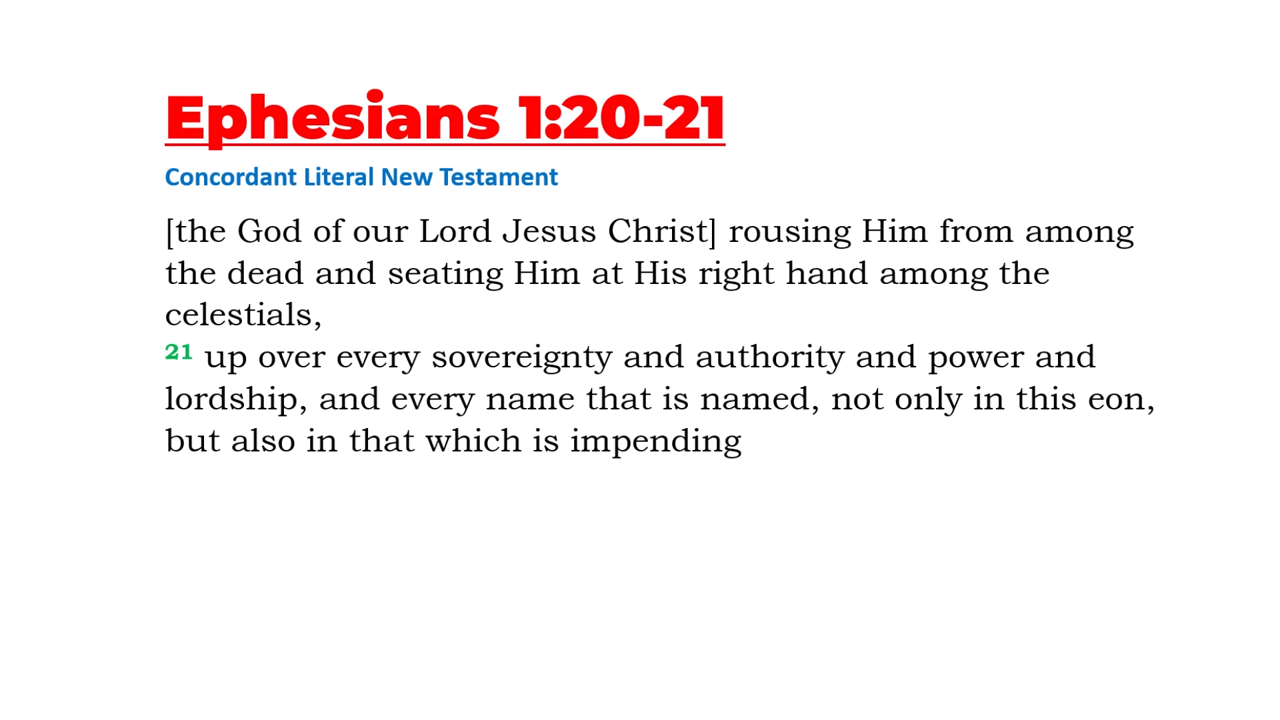 Ephesians 1:20-21
Concordant Literal New Testament
[the God of our Lord Jesus Christ] rousing Him from among
the dead and seating Him at His right hand among the
celestials,
21 up over every sovereignty and authority and power and
lordship, and every name that is named, not only in this eon,
but also in that which is impending